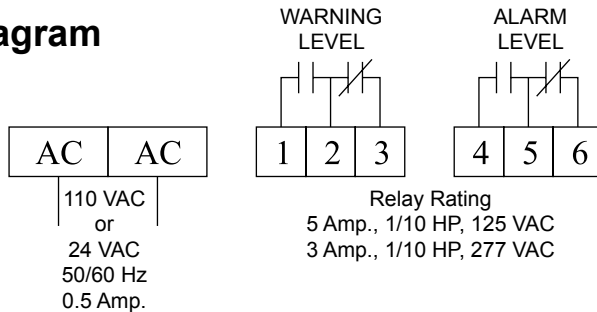 agram
WARNING
LEVEL
ALARM
LEVEL
AC AC
1 2 3
4 5 6
110 VAC
or
24 VAC
50/60 Hz
0.5 Amp.
Relay Rating
5 Amp., 1/10 HP, 125 VAC
3 Amp., 1/10 HP, 277 VAC